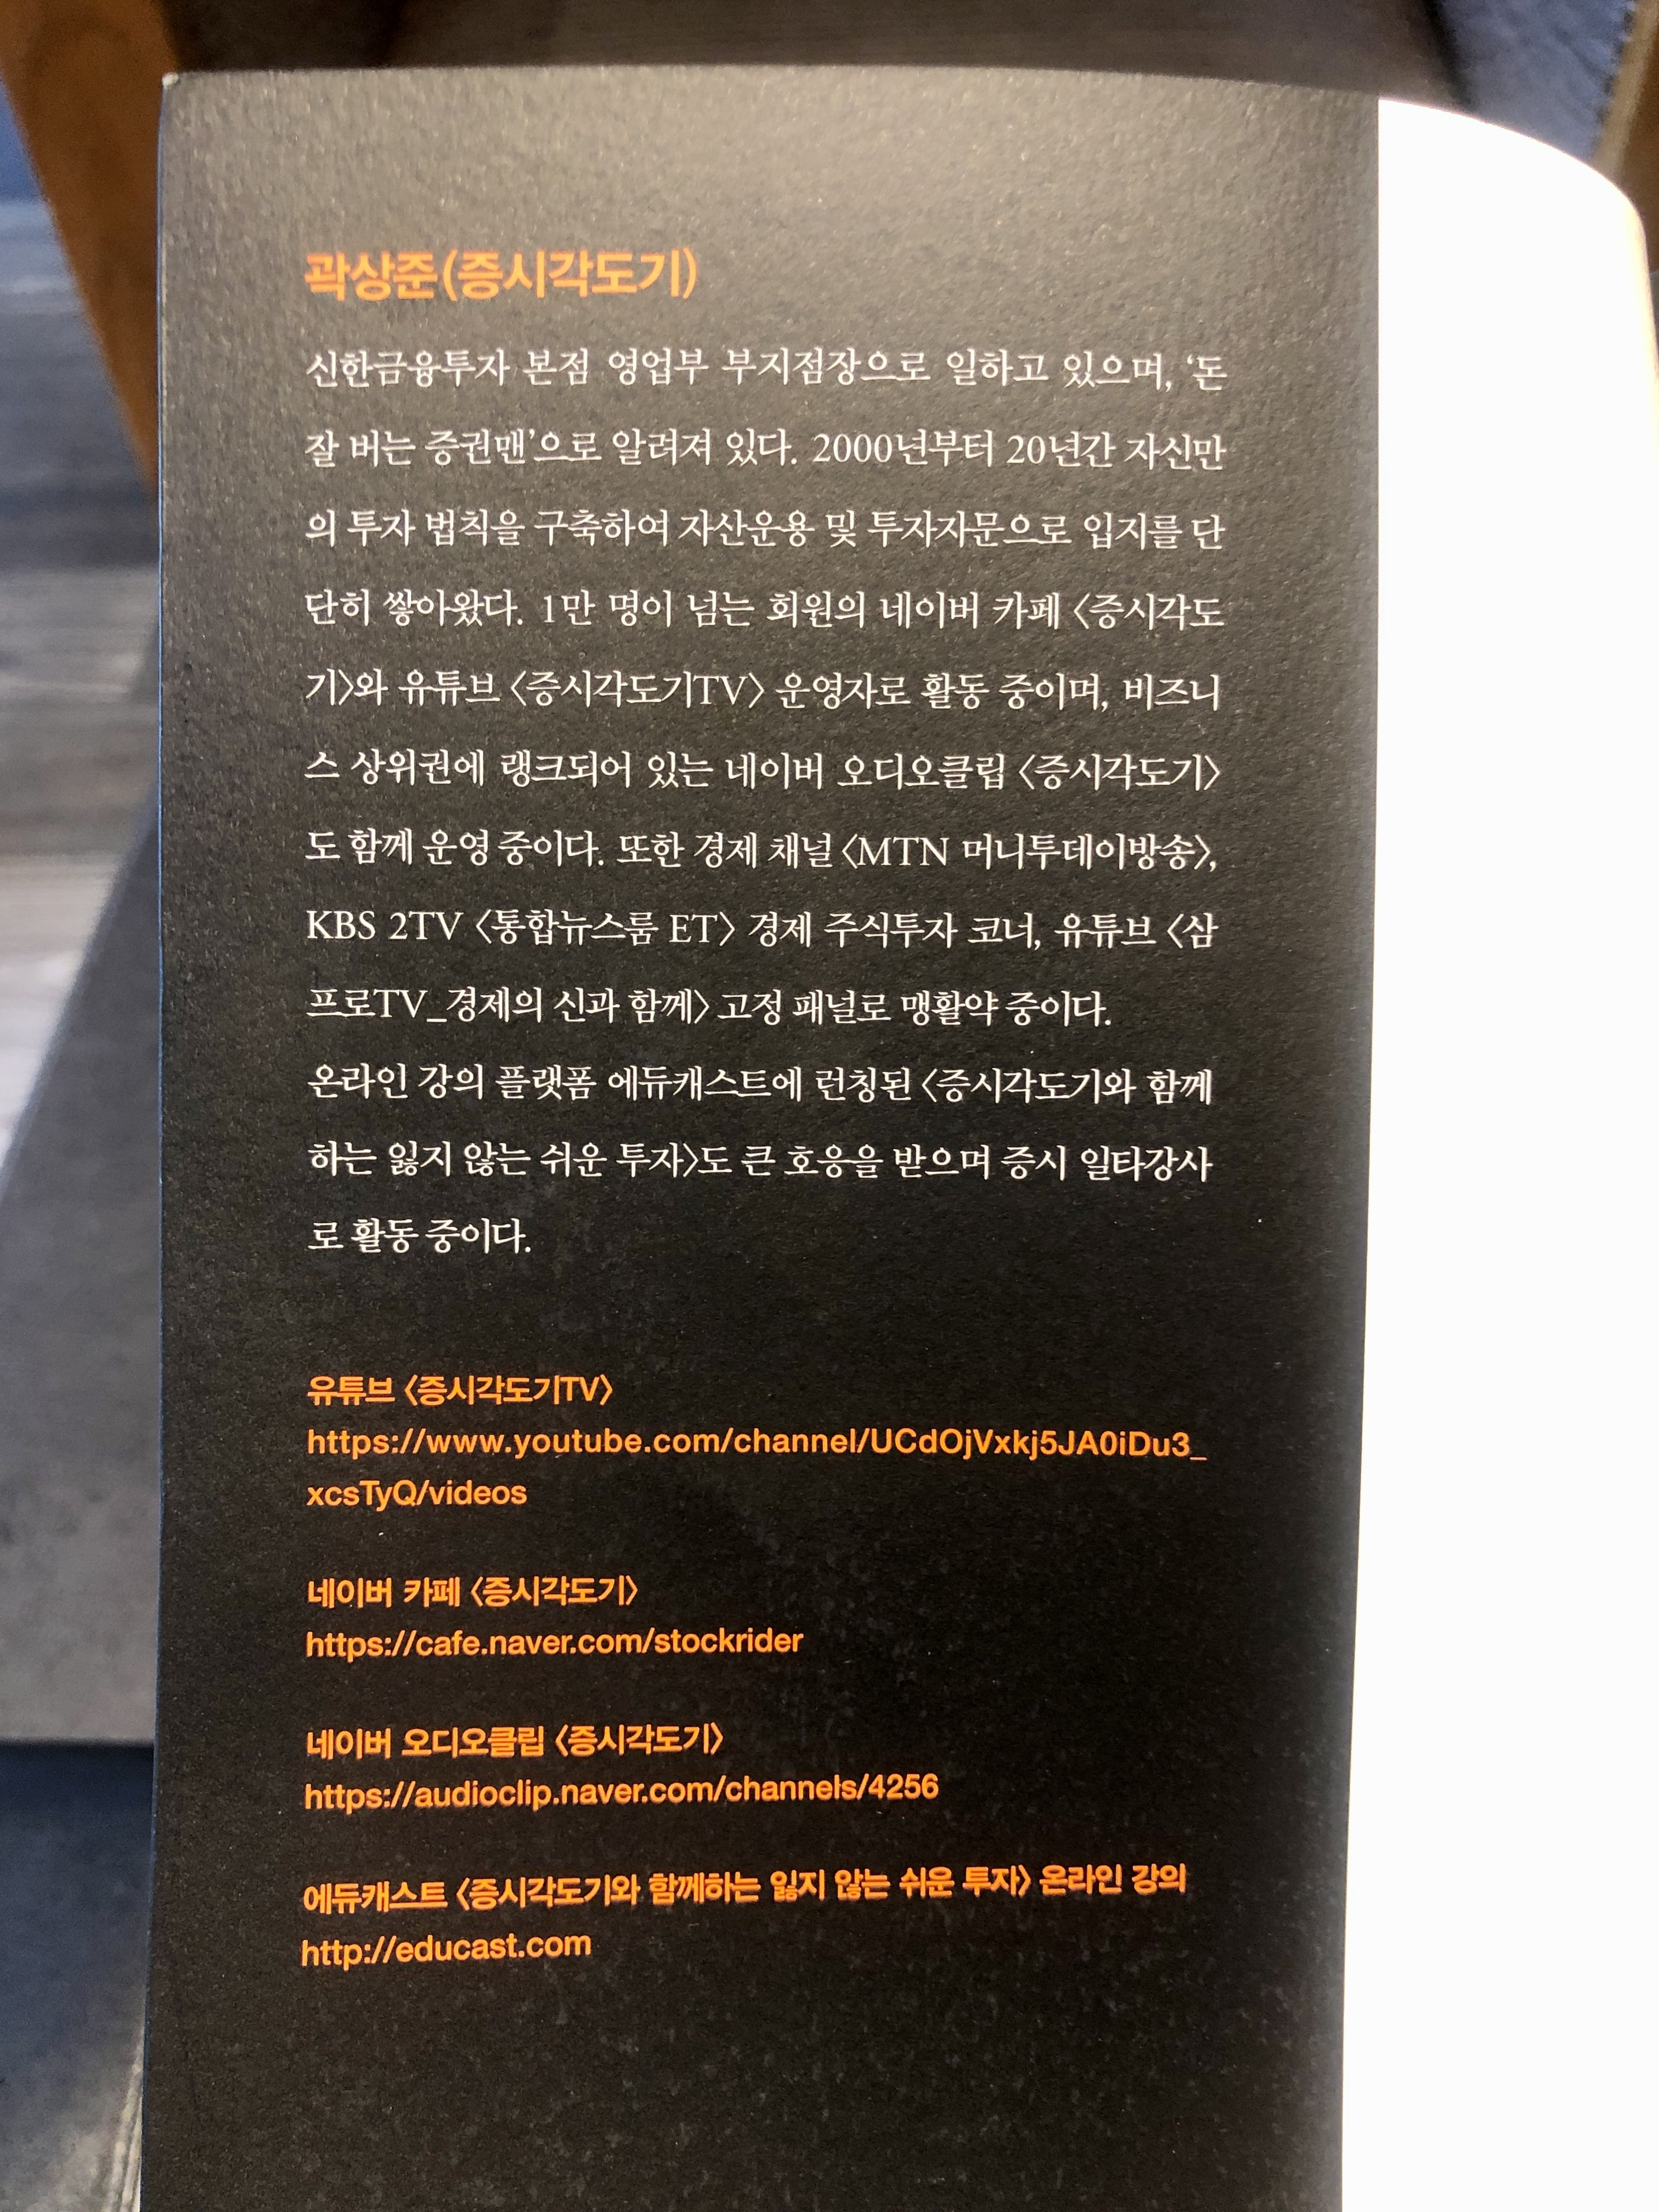 곽상준(증시각도기)
신한금융투자 본점 영업부 부지점장으로 일하고 있으며, ‘돈
잘 버는 증권맨’으로 알려져 있다. 2000년부터 20년간 자신만
의 투자 법칙을 구축하여 자산운용 및 투자자문으로 입지를 단
단히 쌓아왔다. 1만 명이 넘는 회원의 네이버 카페 〈증시각도
기〉와 유튜브 〈증시각도기TV〉 운영자로 활동 중이며, 비즈니
스 상위권에 랭크되어 있는 네이버 오디오클립 〈증시각도기〉
도 함께 운영 중이다. 또한 경제 채널 〈MTN 머니투데이방송〉,
KBS 2TV 〈통합뉴스룸 ET〉 경제 주식투자 코너, 유튜브 〈삼
프로TV_경제의 신과 함께〉 고정 패널로 맹활약 중이다.
온라인 강의 플랫폼 에듀캐스트에 런칭된 〈증시각도기와 함께
하는 잃지 않는 쉬운 투자〉도 큰 호응을 받으며 증시 일타강사
로 활동 중이다.
유튜브 〈증시각도기TV〉
https://www.youtube.com/channel/UCdOjVxkj5JA0iDu3_
xcsTyQ/videos
네이버 카페 〈증시각도기〉
https://cafe.naver.com/stockrider
네이버 오디오클립 〈증시각도기〉
https://audioclip.naver.com/channels/4256
에듀캐스트 〈증시각도기와 함께하는 잃지 않는 쉬운 투자〉 온라인 강의
http://educast.com